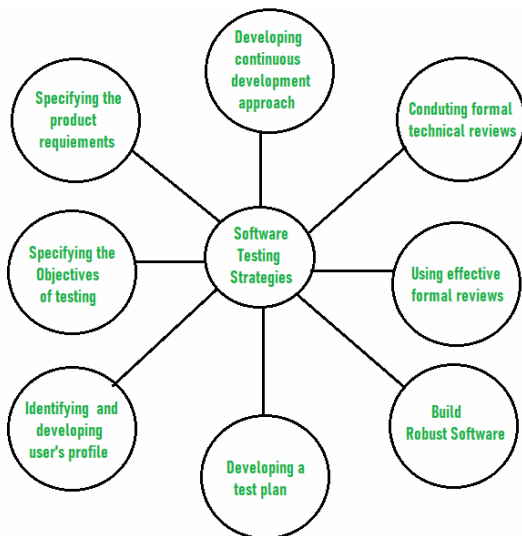 Developing
continuous
development
approach
Specifying the
product
requiements
Conduting formal
technical reviews
Software
Testing
Strategies
Specifying the
Objectives
of testing
Using effective
formal reviews
Identifying and
developing
user's profile
Build
Robust Software
Developing a
test plan